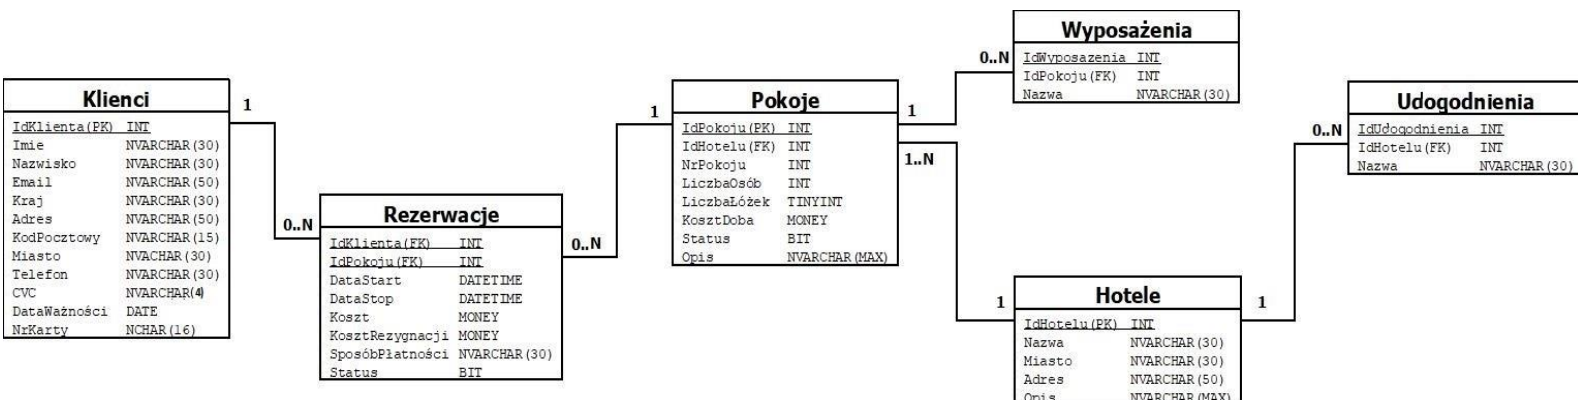 Klienci
IdKlienta(PK) INT
Imie NVARCHAR(30)
Nazwisko NVARCHAR(30)
Email NVARCHAR(50)
Kraj NVARCHAR(30)
Adres NVARCHAR(50)
KodPocztowy NVARCHAR(15)
Miasto NVACHAR(30)
Telefon NVARCHAR(30)
CVC NVARCHAR(4)
DataWażności DATE
NrKarty NCHAR(16)
1
0..N
Rezerwacje
IdKlienta(FK) INT
IdPokoju(FK) INT
DataStart DATETIME
DataStop DATETIME
Koszt MONEY
KosztRezygnacji MONEY
SposóbPłatności NVARCHAR(30)
Status BIT
0..N
1
Pokoje
IdPokoju(PK) INT
IdHotelu(FK) INT
NrPokoju INT
LiczbaOsób INT
LiczbaŁóżek TINYINT
KosztDoba MONEY
Status BIT
Opis NVARCHAR(MAX)
1
1..N
0..N
Wyposażenia
IdWyposazenia INT
IdPokoju(FK) INT
Nazwa NVARCHAR(30)
1
Hotele
IdHotelu(PK) INT
Nazwa NVARCHAR(30)
Miasto NVARCHAR(30)
Adres NVARCHAR(50)
Opis NVARCHAR(MAX)
1
0..N
Udogodnienia
IdUdogodnienia INT
IdHotelu(FK) INT
Nazwa NVARCHAR(30)